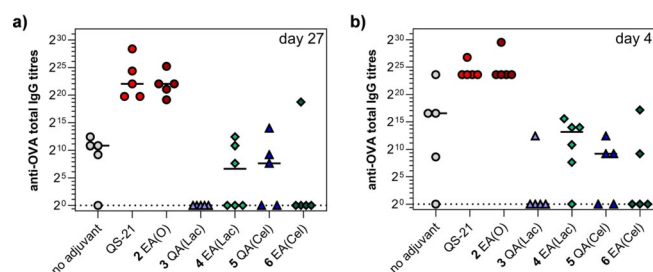 a)
day 27
anti-OVA total IgG titres
2^30
2^25
2^20
2^15
2^10
2^5
2^0
no adjuvant
QS-21
2 EA(O)
3 QA(Lac)
4 EA(Lac)
5 QA(Cel)
6 EA(Cel)
b)
day 4
anti-OVA total IgG titres
2^30
2^25
2^20
2^15
2^10
2^5
2^0
no adjuvant
QS-21
2 EA(O)
3 QA(Lac)
4 EA(Lac)
5 QA(Cel)
6 EA(Cel)